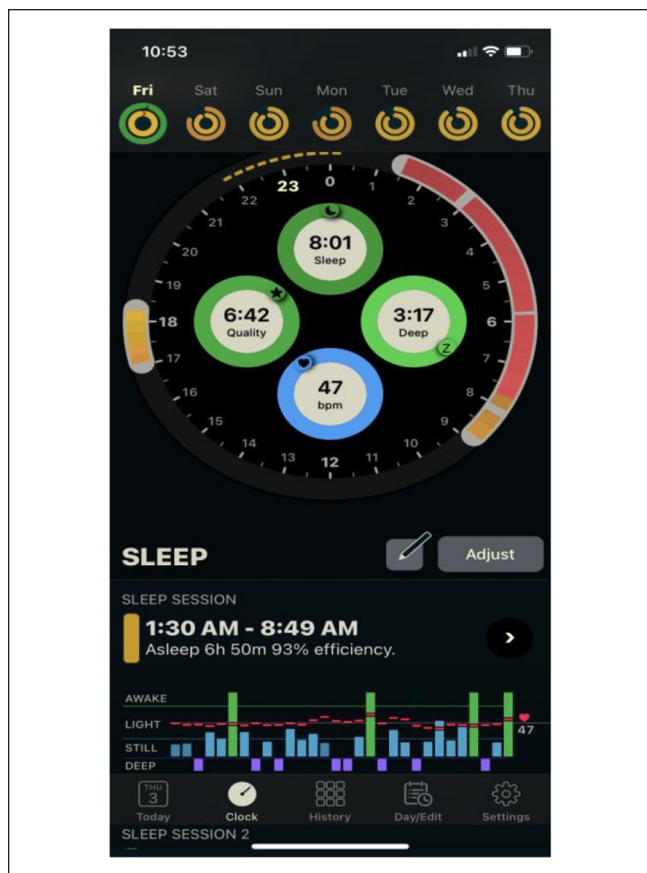 10:53
Fri Sat Sun Mon Tue Wed Thu
0
1
2
3
4
5
6
7
8
9
10
11
12
13
14
15
16
17
18
19
20
21
22
23
8:01
Sleep
6:42
Quality
3:17
Deep
Z
47
bpm
SLEEP
Adjust
SLEEP SESSION
1:30 AM - 8:49 AM
Asleep 6h 50m 93% efficiency.
AWAKE
LIGHT
47
STILL
DEEP
THU
3
Today Clock History Day/Edit Settings
SLEEP SESSION 2